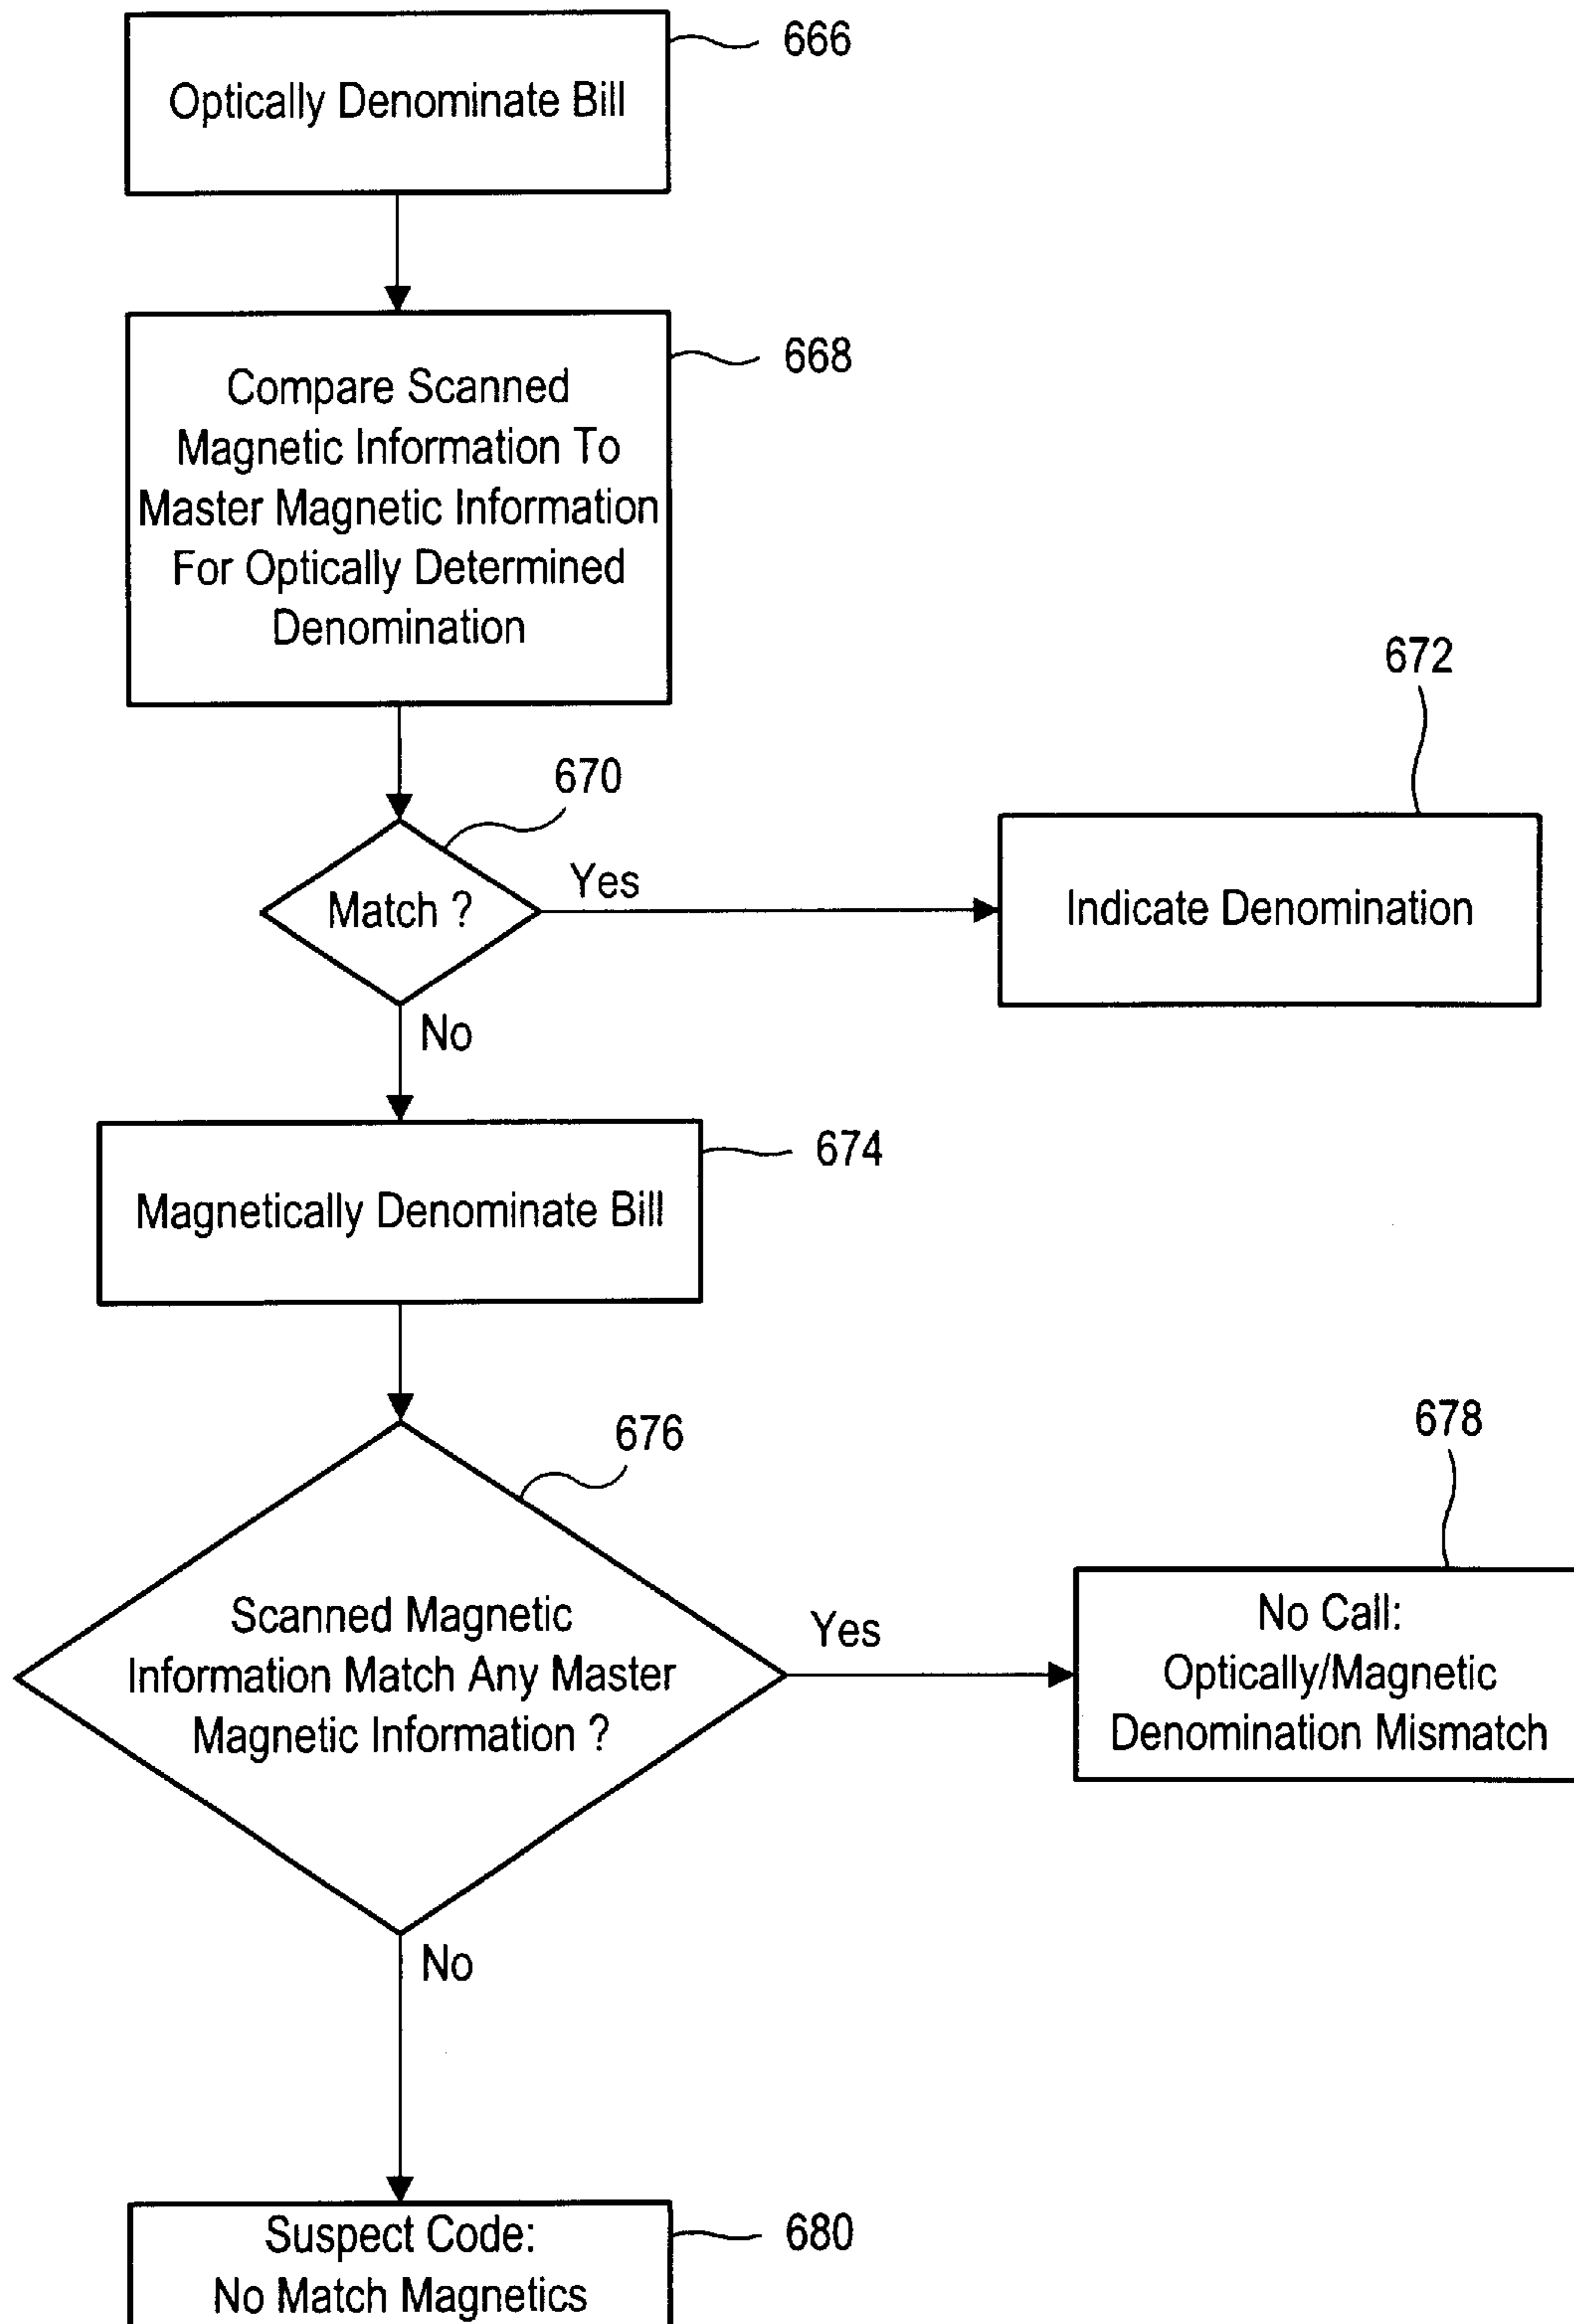 Optically Denominate Bill
666
Compare Scanned
Magnetic Information To
Master Magnetic Information
For Optically Determined
Denomination
668
670
Match ?
Yes
672
Indicate Denomination
No
Magnetically Denominate Bill
674
676
Scanned Magnetic
Information Match Any Master
Magnetic Information ?
Yes
678
No Call:
Optically/Magnetic
Denomination Mismatch
No
Suspect Code:
No Match Magnetics
680